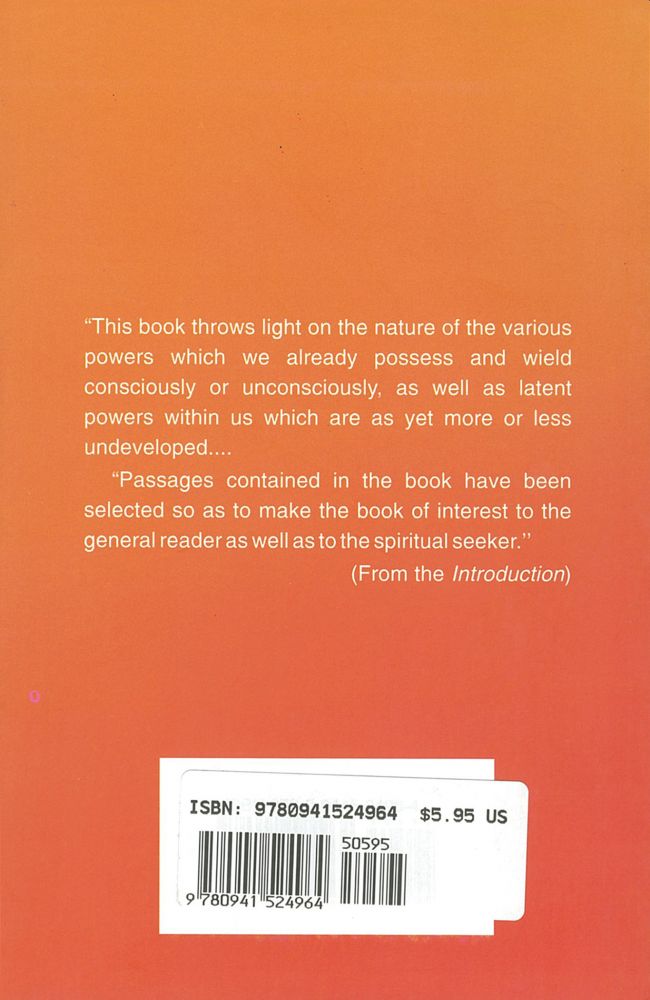 “This book throws light on the nature of the various
powers which we already possess and wield
consciously or unconsciously, as well as latent
powers within us which are as yet more or less
undeveloped....
“Passages contained in the book have been
selected so as to make the book of interest to the
general reader as well as to the spiritual seeker.’’
(From the Introduction)
0
ISBN: 9780941524964 $5.95 US
50595
9 780941 524964